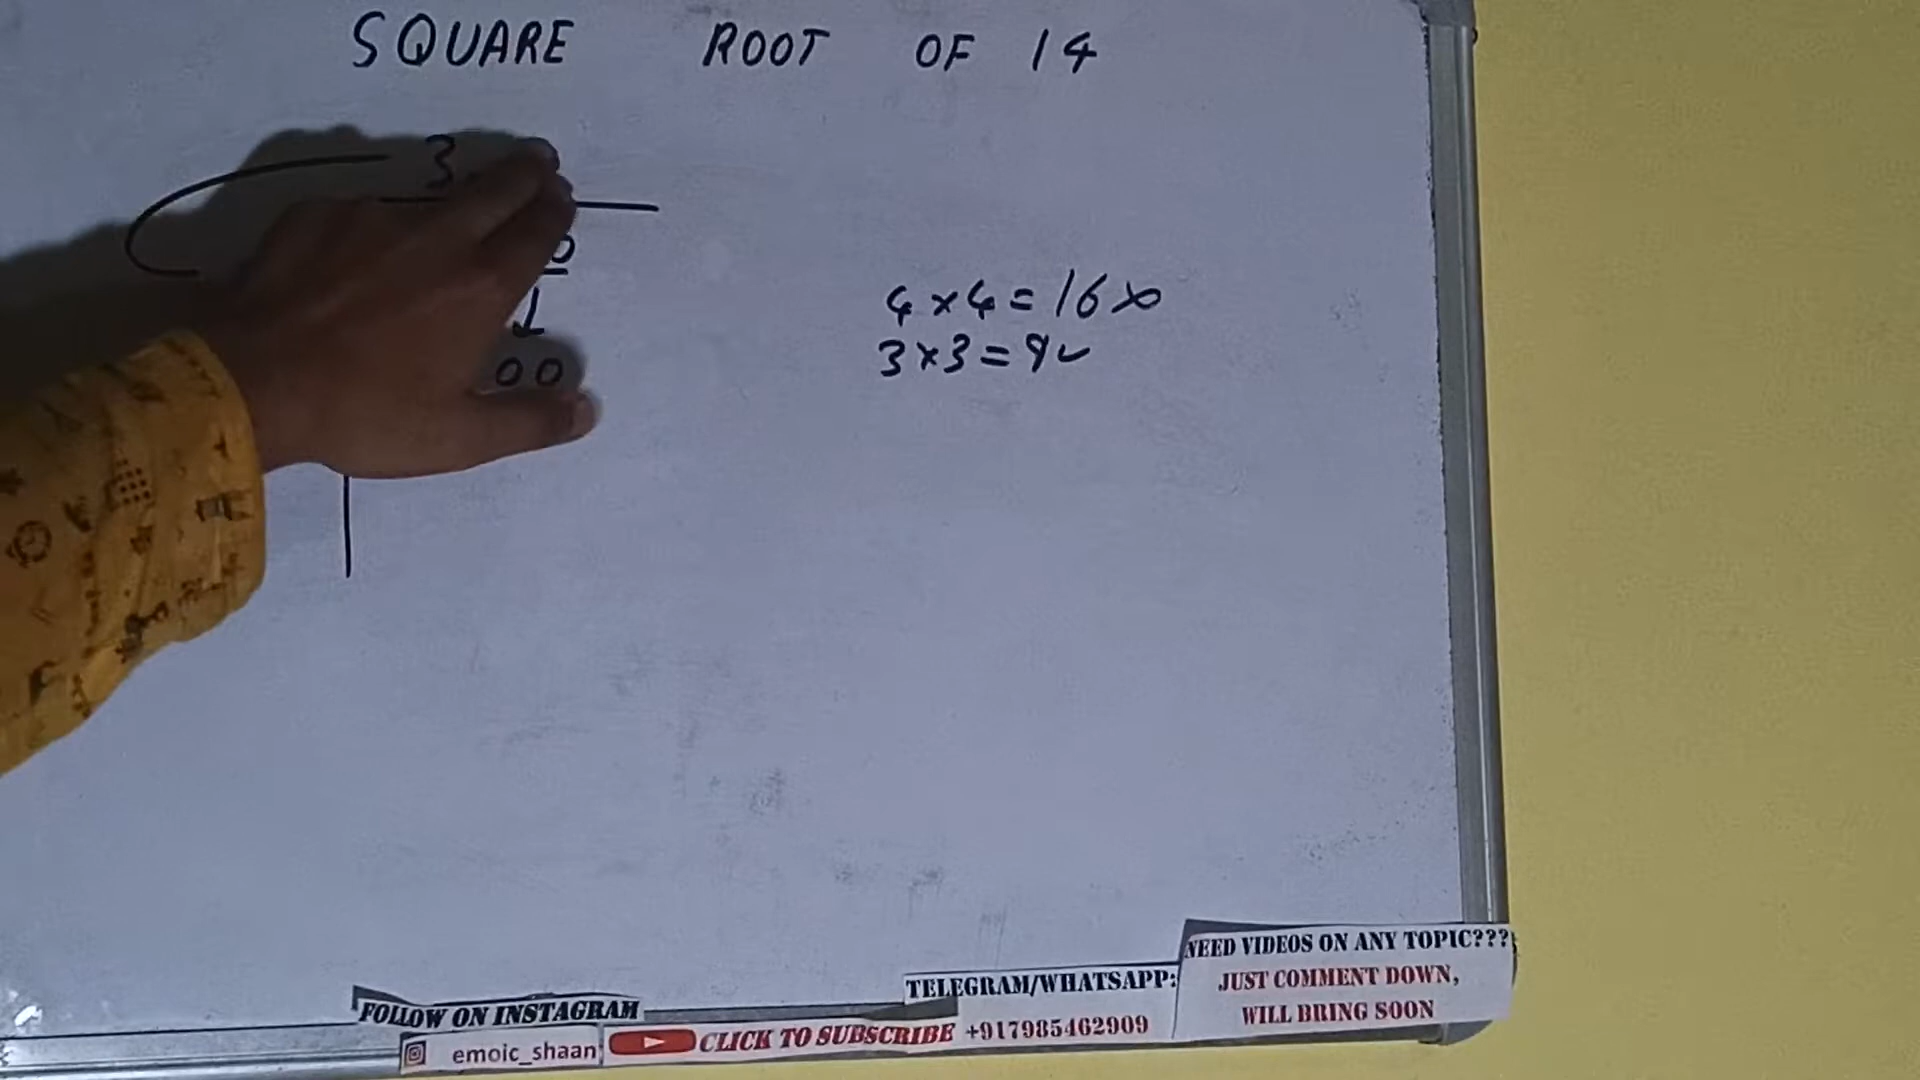 SQUARE ROOT OF 14
3
4 × 4 = 16 ×
3 × 3 = 9 ✓
00
NEED VIDEOS ON ANY TOPIC???
JUST COMMENT DOWN,
WILL BRING SOON
TELEGRAM/WHATSAPP:
+917985462909
FOLLOW ON INSTAGRAM
emoic_shaan
CLICK TO SUBSCRIBE